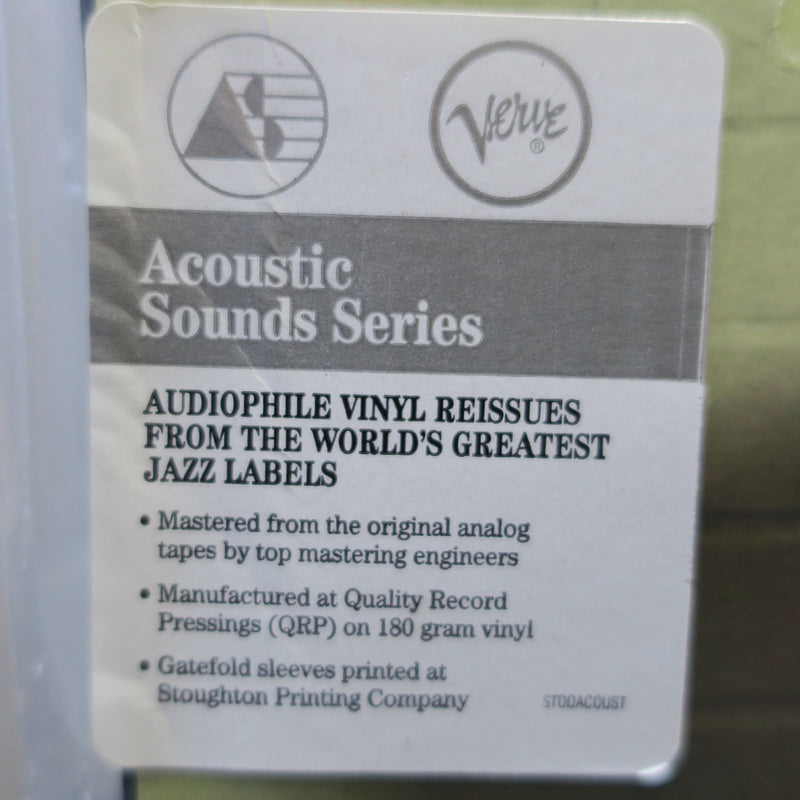 AS
Verve
®
Acoustic
Sounds Series
AUDIOPHILE VINYL REISSUES
FROM THE WORLD'S GREATEST
JAZZ LABELS
• Mastered from the original analog
tapes by top mastering engineers
• Manufactured at Quality Record
Pressings (QRP) on 180 gram vinyl
• Gatefold sleeves printed at
Stoughton Printing Company
STODACOUST